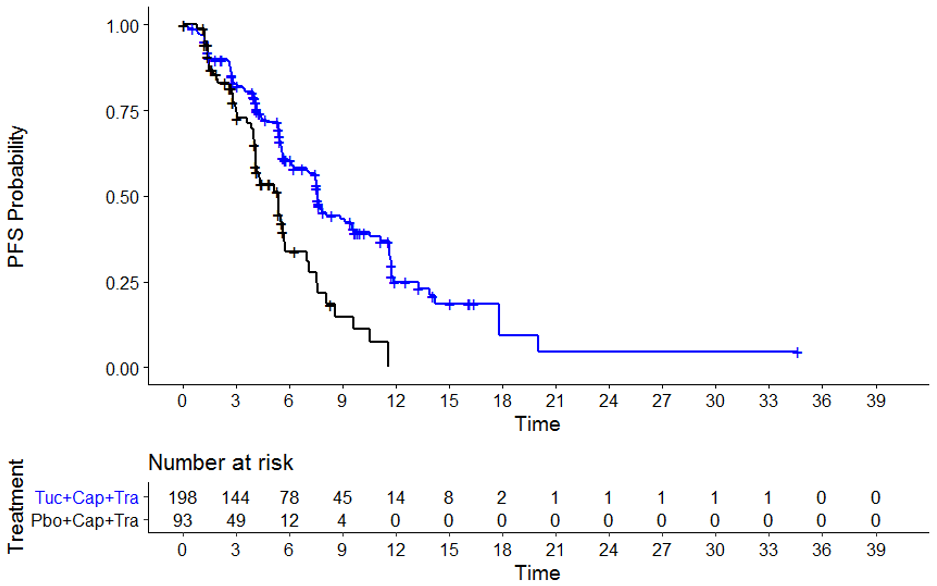 PFS Probability
1.00
0.75
0.50
0.25
0.00
0 3 6 9 12 15 18 21 24 27 30 33 36 39
Time
Number at risk
Treatment
Tuc+Cap+Tra 198 144 78 45 14 8 2 1 1 1 1 1 0 0
Pbo+Cap+Tra 93 49 12 4 0 0 0 0 0 0 0 0 0 0
0 3 6 9 12 15 18 21 24 27 30 33 36 39
Time